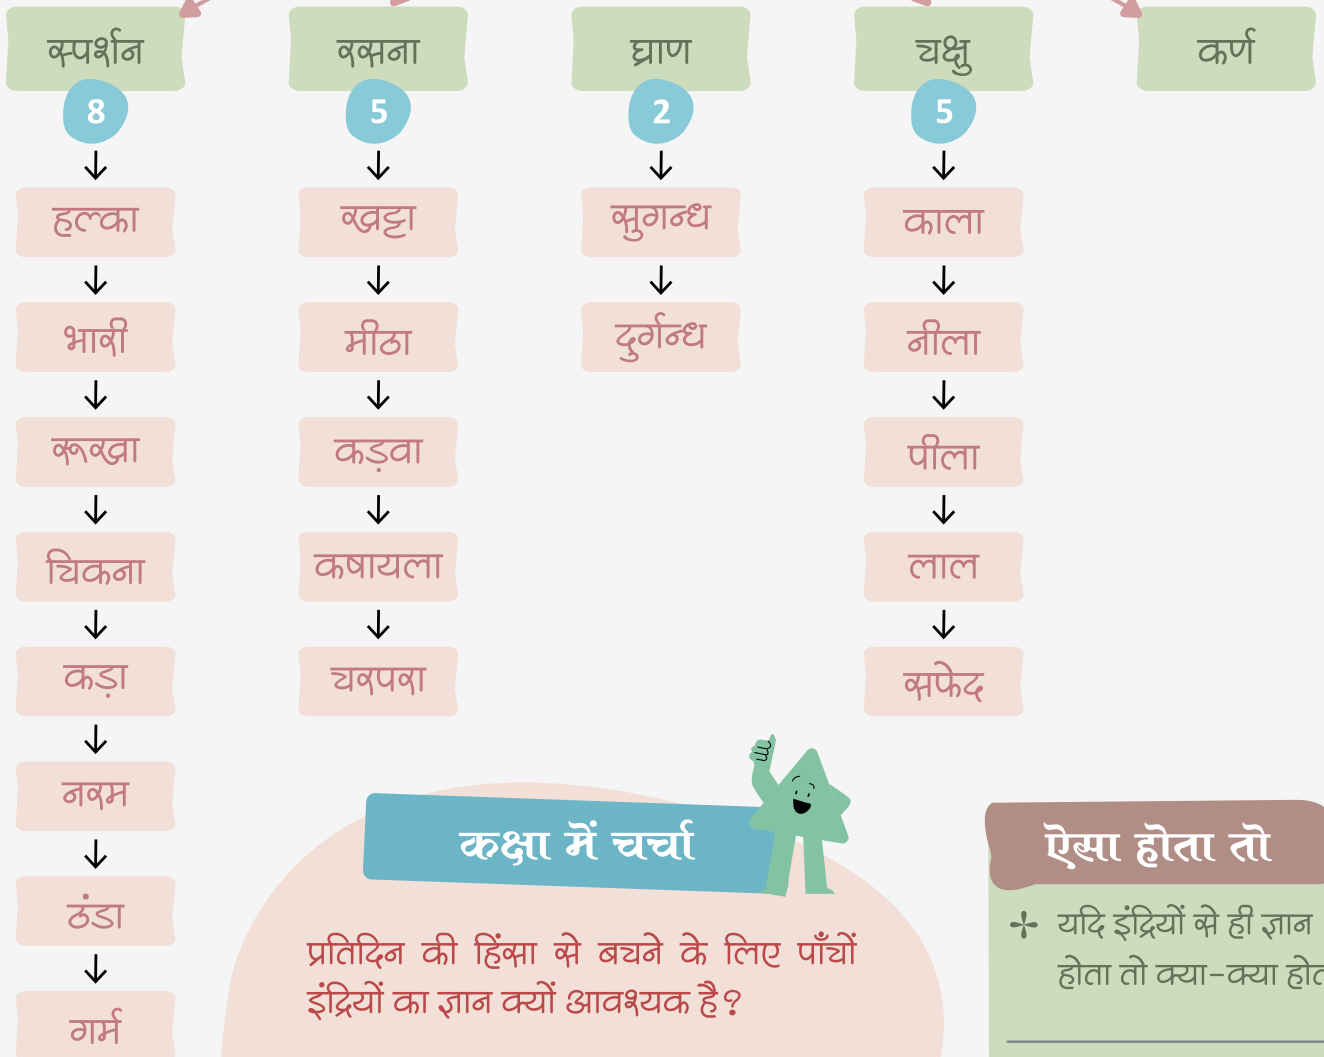 स्पर्शन
8
हल्का
भारी
रूखा
चिकना
कड़ा
नरम
ठंडा
गर्म
रसना
5
खट्टा
मीठा
कड़वा
कषायला
चरपरा
घ्राण
2
सुगन्ध
दुर्गन्ध
चक्षु
5
काला
नीला
पीला
लाल
सफेद
कर्ण
कक्षा में चर्चा
प्रतिदिन की हिंसा से बचने के लिए पाँचों
इंद्रियों का ज्ञान क्यों आवश्यक है?
ऐसा होता तो
यदि इंद्रियों से ही ज्ञान
होता तो क्या-क्या